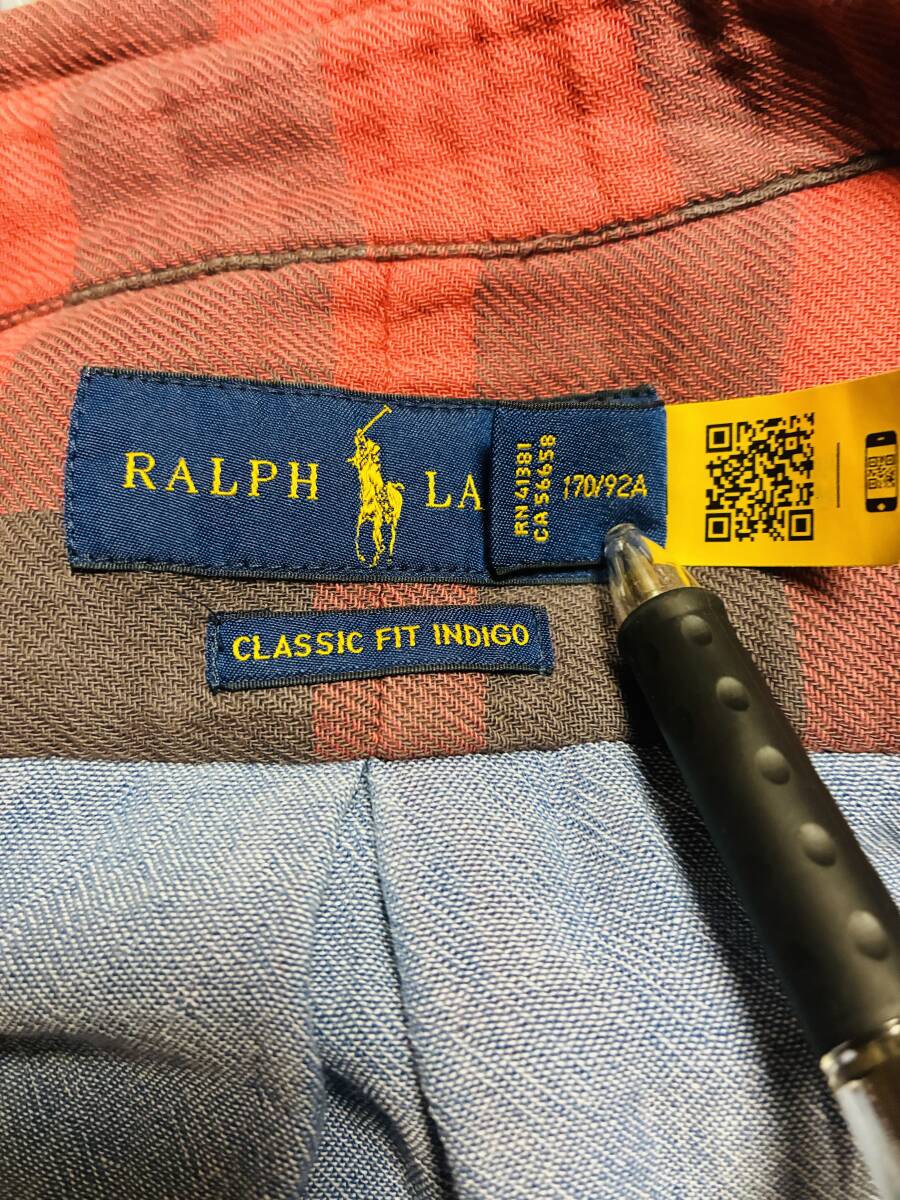 RALPH LA
RN 41381
CA 56658
170/92A
CLASSIC FIT INDIGO